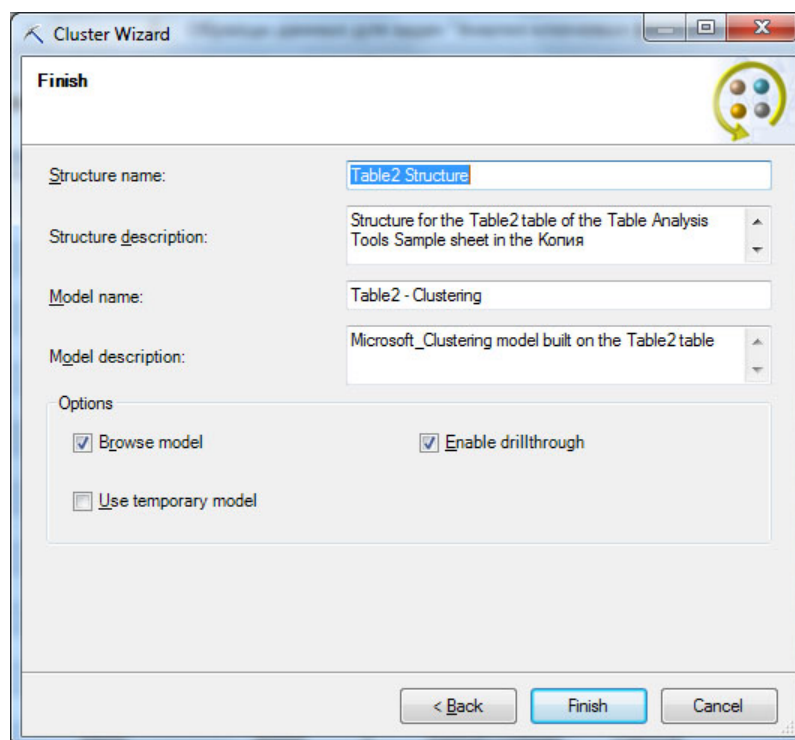 Cluster Wizard
Finish
Structure name:
Table2 Structure
Structure description:
Structure for the Table2 table of the Table Analysis
Tools Sample sheet in the Копия
Model name:
Table2 - Clustering
Model description:
Microsoft_Clustering model built on the Table2 table
Options
Browse model
Enable drillthrough
Use temporary model
< Back
Finish
Cancel